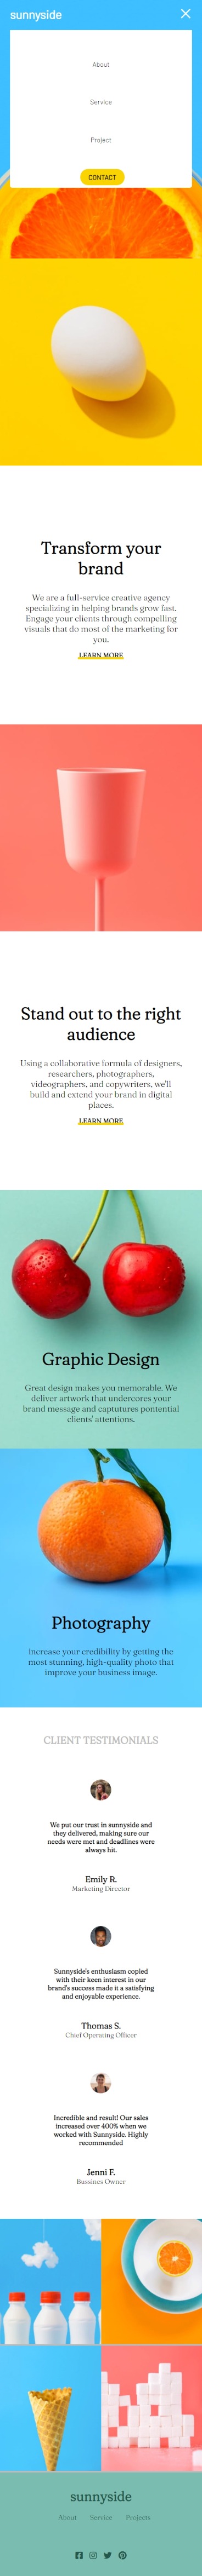 sunnyside
About
Service
Project
CONTACT
Transform your
brand
We are a full-service creative agency
specializing in helping brands grow fast.
Engage your clients through compelling
visuals that do most of the marketing for
you.
LEARN MORE
Stand out to the right
audience
Using a collaborative formula of designers,
researchers, photographers,
videographers, and copywriters, we'll
build and extend your brand in digital
places.
LEARN MORE
Graphic Design
Great design makes you memorable. We
deliver artwork that undercores your
brand message and captutures pontential
clients' attentions.
Photography
increase your credibility by getting the
most stunning, high-quality photo that
improve your business image.
CLIENT TESTIMONIALS
We put our trust in sunnyside and
they delivered, making sure our
needs were met and deadlines were
always hit.
Emily R.
Marketing Director
Sunnyside's enthusiasm copled
with their keen interest in our
brand's success made it a satisfying
and enjoyable experience.
Thomas S.
Chief Operating Officer
Incredible and result! Our sales
increased over 400% when we
worked with Sunnyside. Highly
recommended
Jenni F.
Bussines Owner
sunnyside
About Service Projects